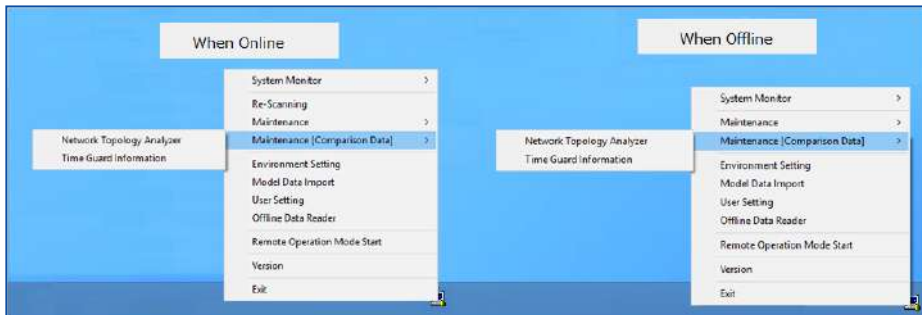 When Online
System Monitor
Re-Scanning
Maintenance
Maintenance [Comparison Data]
Network Topology Analyzer
Time Guard Information
Environment Setting
Model Data Import
User Setting
Offline Data Reader
Remote Operation Mode Start
Version
Exit
When Offline
System Monitor
Maintenance
Maintenance [Comparison Data]
Network Topology Analyzer
Time Guard Information
Environment Setting
Model Data Import
User Setting
Offline Data Reader
Remote Operation Mode Start
Version
Exit